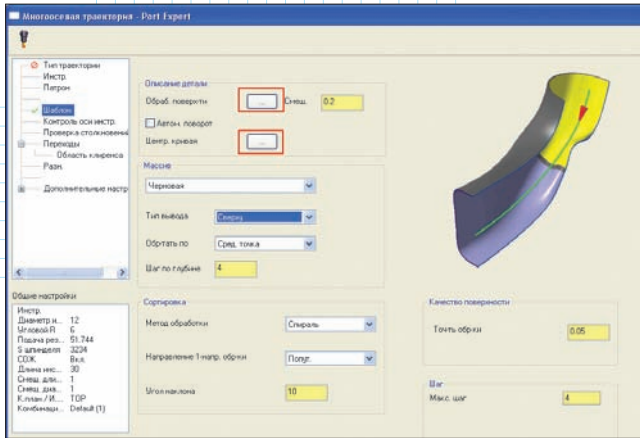 Многоосевая траектория - Port Expert
Тип траектории
Инстр.
Патрон
Шаблон
Контроль оси инстр.
Проверка столкновени
Переходы
Область клиренса
Разн.
Дополнительные настр
Описание детали
Обраб. поверхти
...
Смещ.
0.2
Автом. поворот
Центр. кривая
...
Массив
Черновая
Тип вывода
Сверху
Обртать по
Сред. точка
Шаг по глубине
4
Общие настройки
Инстр.
Диаметр и... 12
Угловой R 6
Подача рез... 51.744
S шпинделя 3234
СОЖ Вкл.
Длина инс... 30
Смещ. дли... 1
Смещ. диа... 1
К.план./И.... TOP
Комбинаци... Default (1)
Сортировка
Метод обработки
Спираль
Направление 1-напр. обрки
Попут.
Угол наклона
10
Качество поверхности
Точть обрки
0.05
Шаг
Макс. шаг
4